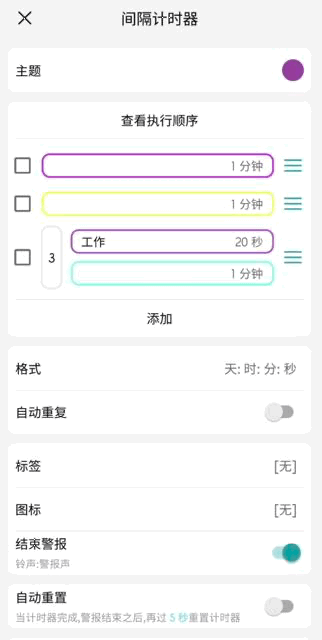 间隔计时器
主题
查看执行顺序
1 分钟
1 分钟
3
工作 20 秒
1 分钟
添加
格式 天: 时: 分: 秒
自动重复
标签 [无]
图标 [无]
结束警报
铃声:警报声
自动重置
当计时器完成,警报结束之后,再过 5 秒重置计时器